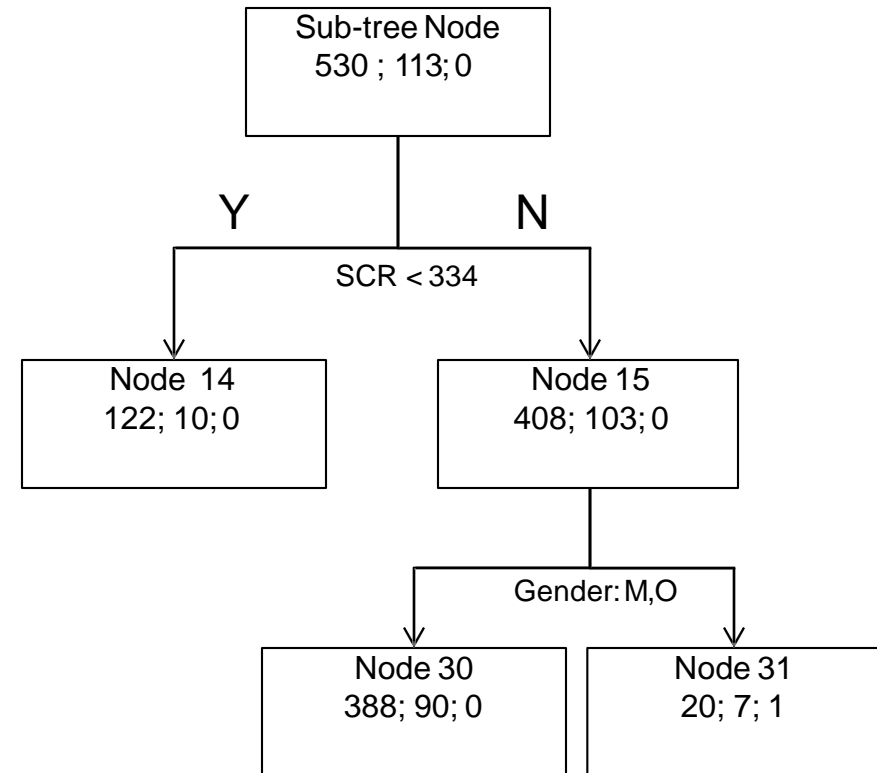 Sub-tree Node
530 ; 113; 0
Y
N
SCR < 334
Node 14
122; 10; 0
Node 15
408; 103; 0
Gender: M,O
Node 30
388; 90; 0
Node 31
20; 7; 1